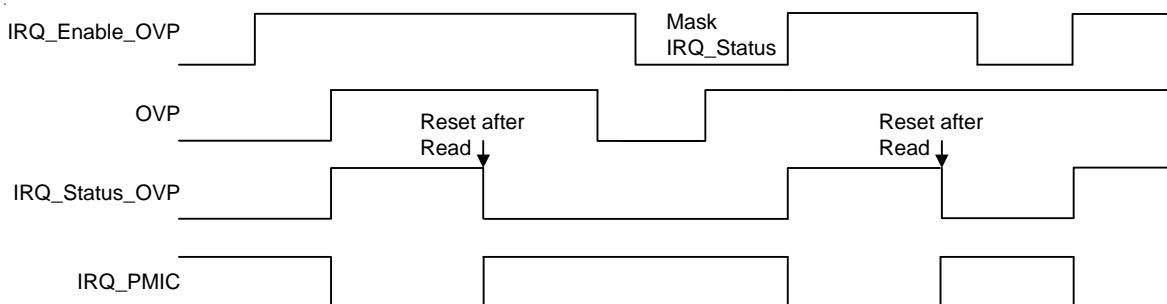 IRQ_Enable_OVP
Mask
IRQ_Status
OVP
Reset after
Read
Reset after
Read
IRQ_Status_OVP
IRQ_PMIC